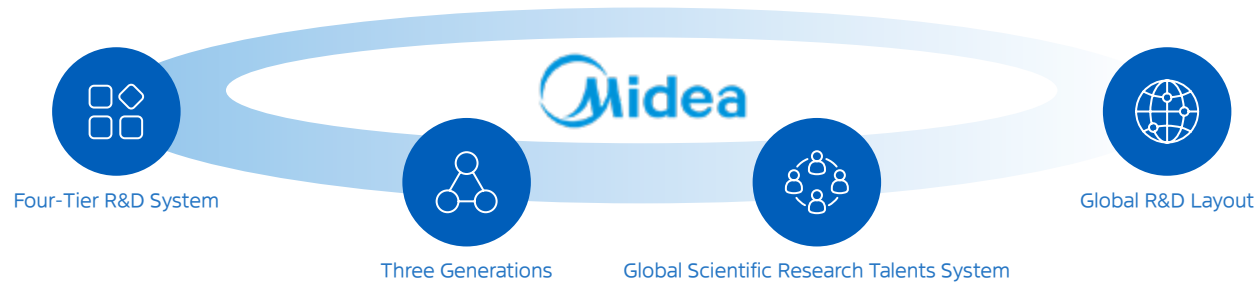 Midea
Four-Tier R&D System
Three Generations
Global Scientific Research Talents System
Global R&D Layout